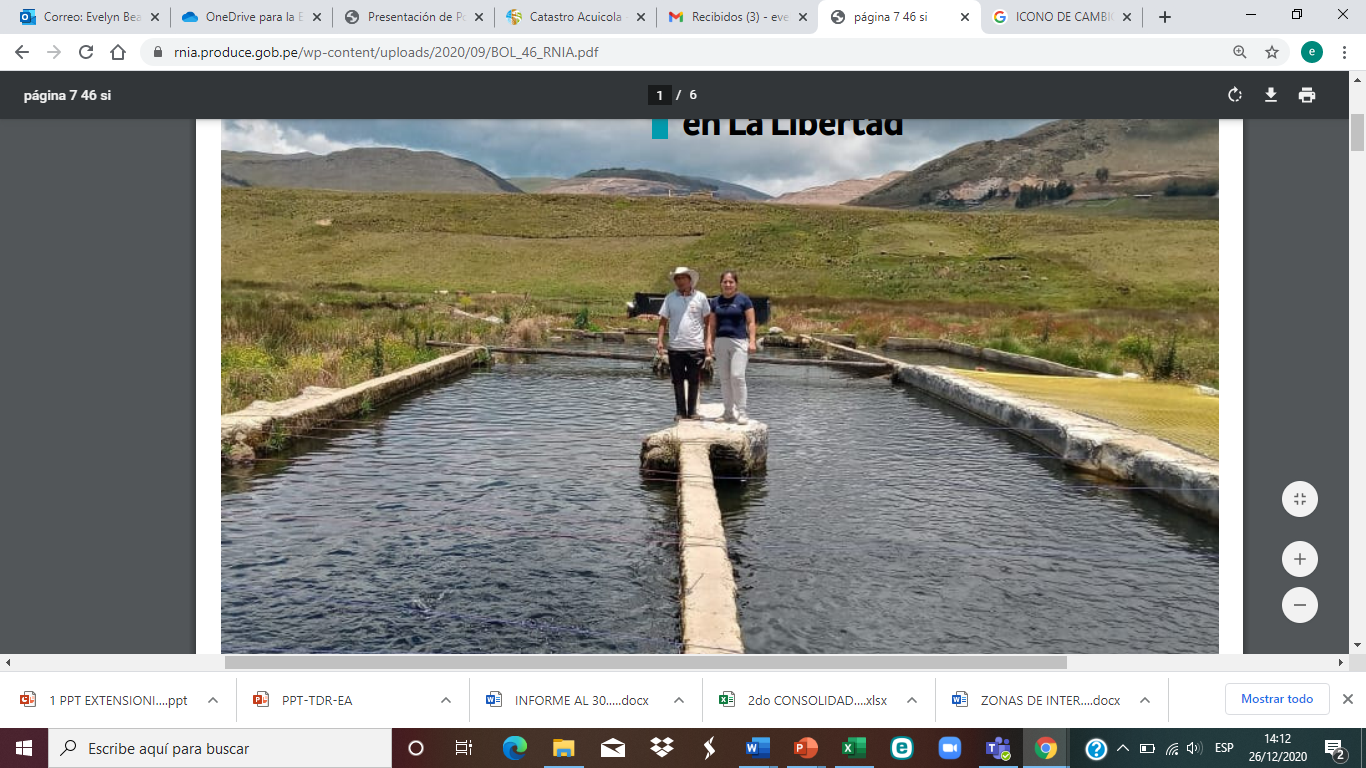 Correo: Evelyn Bea
OneDrive para la E
Presentación de Po
Catastro Acuicola
Recibidos (3) - eve
página 7 46 si
ICONO DE CAMBI
rnia.produce.gob.pe/wp-content/uploads/2020/09/BOL_46_RNIA.pdf
e
página 7 46 si
1 / 6
en La Libertad
1 PPT EXTENSIONI....ppt
PPT-TDR-EA
INFORME AL 30.....docx
2do CONSOLIDAD....xlsx
ZONAS DE INTER....docx
Mostrar todo
Escribe aquí para buscar
ESP
14:12
26/12/2020
2